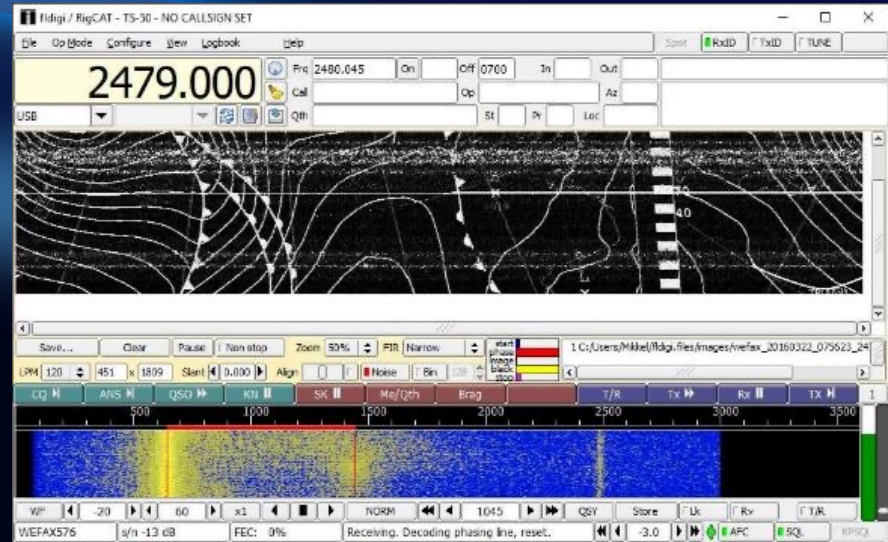 fldigi / RigCAT - TS-50 - NO CALLSIGN SET
File Op Mode Configure View Logbook Help Spot RxID TxID TUNE
2479.000 Frq 2480.045 On Off 0700 In Out
Call Op Az
USB Qth St Pr Loc
40
Save... Clear Pause Non stop Zoom 50% FIR Narrow start phase image black stop 1 C:/Users/Mikkel/fldigi.files/images/wefax_20160322_075623_24
LPM 120 451 x 1809 Slant 0.000 Align Noise Bin 128
CQ ANS QSO KN SK Me/Qth Brag T/R Tx Rx TX 1
500 1000 1500 2000 2500 3000 3500
WF -20 60 x1 NORM 1045 QSY Store Lk Rv T/R
WEFAX576 s/n -13 dB FEC: 0% Receiving. Decoding phasing line, reset. -3.0 AFC SQL KPSQL